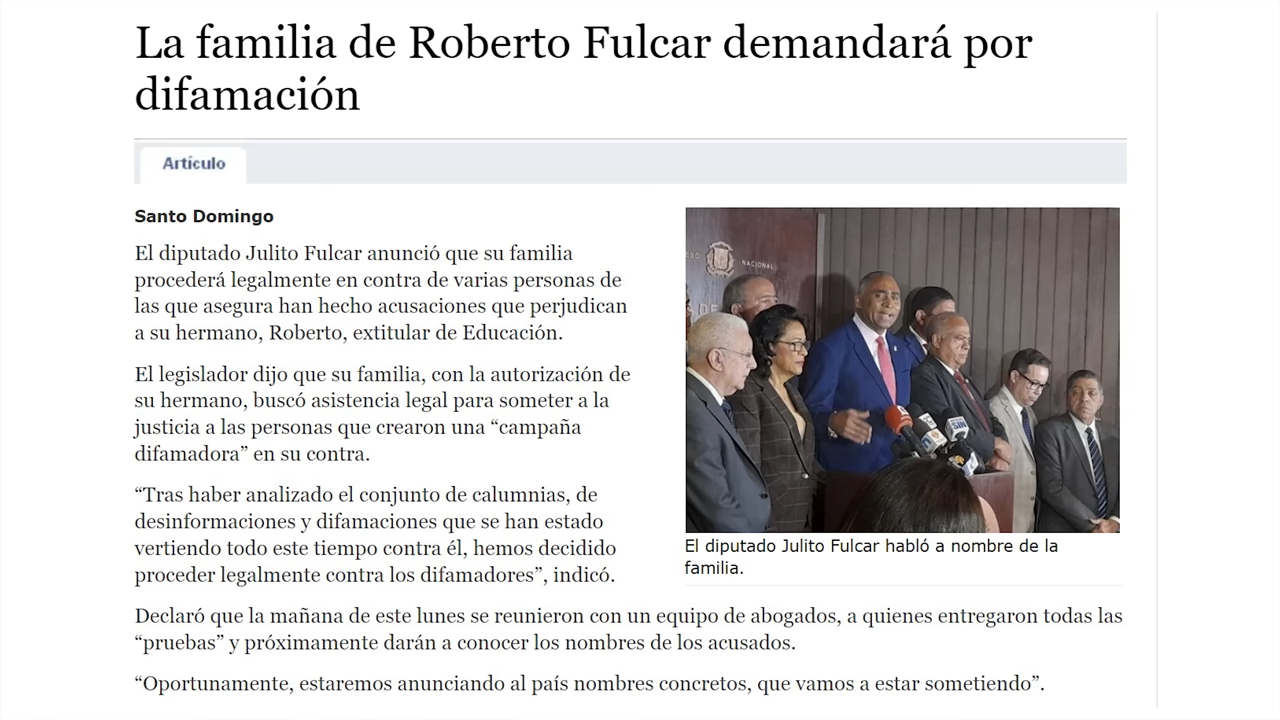 La familia de Roberto Fulcar demandará por
difamación
Artículo
Santo Domingo
El diputado Julito Fulcar anunció que su familia
procederá legalmente en contra de varias personas de
las que asegura han hecho acusaciones que perjudican
a su hermano, Roberto, extitular de Educación.
El legislador dijo que su familia, con la autorización de
su hermano, buscó asistencia legal para someter a la
justicia a las personas que crearon una “campaña
difamadora” en su contra.
“Tras haber analizado el conjunto de calumnias, de
desinformaciones y difamaciones que se han estado
vertiendo todo este tiempo contra él, hemos decidido
proceder legalmente contra los difamadores”, indicó.
NACIONAL
DE
SIN
El diputado Julito Fulcar habló a nombre de la
familia.
Declaró que la mañana de este lunes se reunieron con un equipo de abogados, a quienes entregaron todas las
“pruebas” y próximamente darán a conocer los nombres de los acusados.
“Oportunamente, estaremos anunciando al país nombres concretos, que vamos a estar sometiendo”.